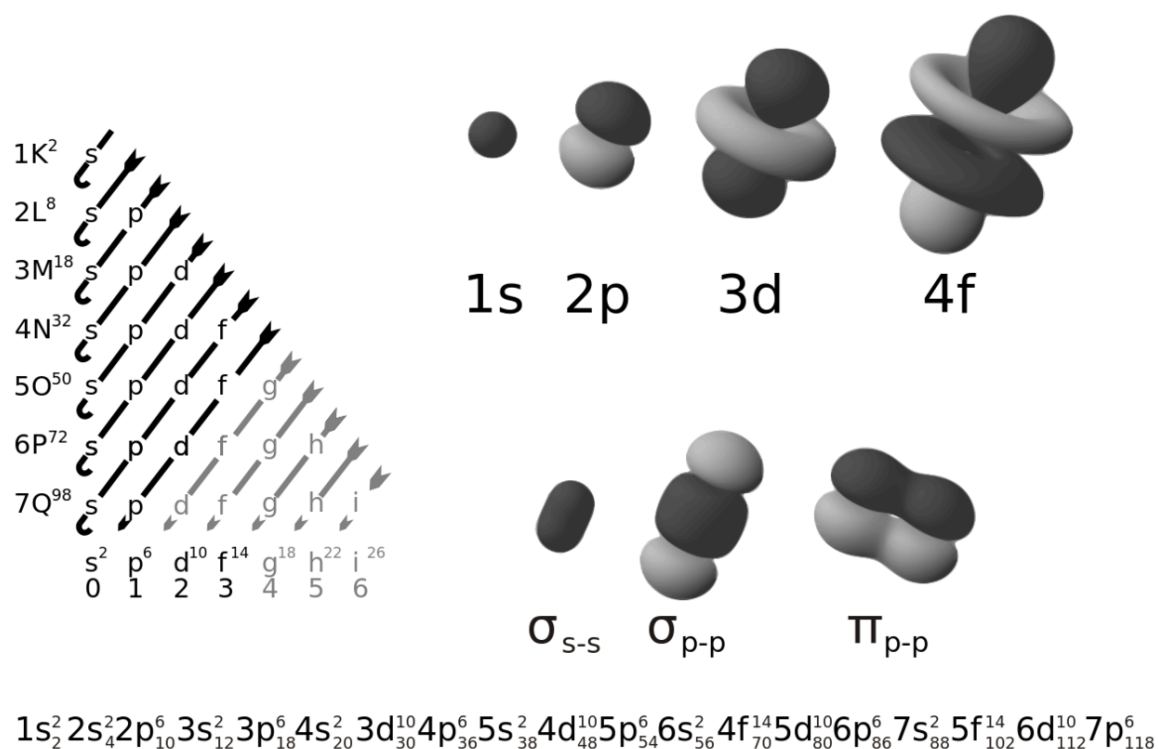 1K² s
2L⁸ s p
3M¹⁸ s p d
4N³² s p d f
5O⁵⁰ s p d f g
6P⁷² s p d f g h
7Q⁹⁸ s p d f g h i
s² p⁶ d¹⁰ f¹⁴ g¹⁸ h²² i²⁶
0 1 2 3 4 5 6
1s 2p 3d 4f
σs-s σp-p πp-p
1s²₂ 2s²₄ 2p⁶₁₀ 3s²₁₂ 3p⁶₁₈ 4s²₂₀ 3d¹⁰₃₀ 4p⁶₃₆ 5s²₃₈ 4d¹⁰₄₈ 5p⁶₅₄ 6s²₅₆ 4f¹⁴₇₀ 5d¹⁰₈₀ 6p⁶₈₆ 7s²₈₈ 5f¹⁴₁₀₂ 6d¹⁰₁₁₂ 7p⁶₁₁₈